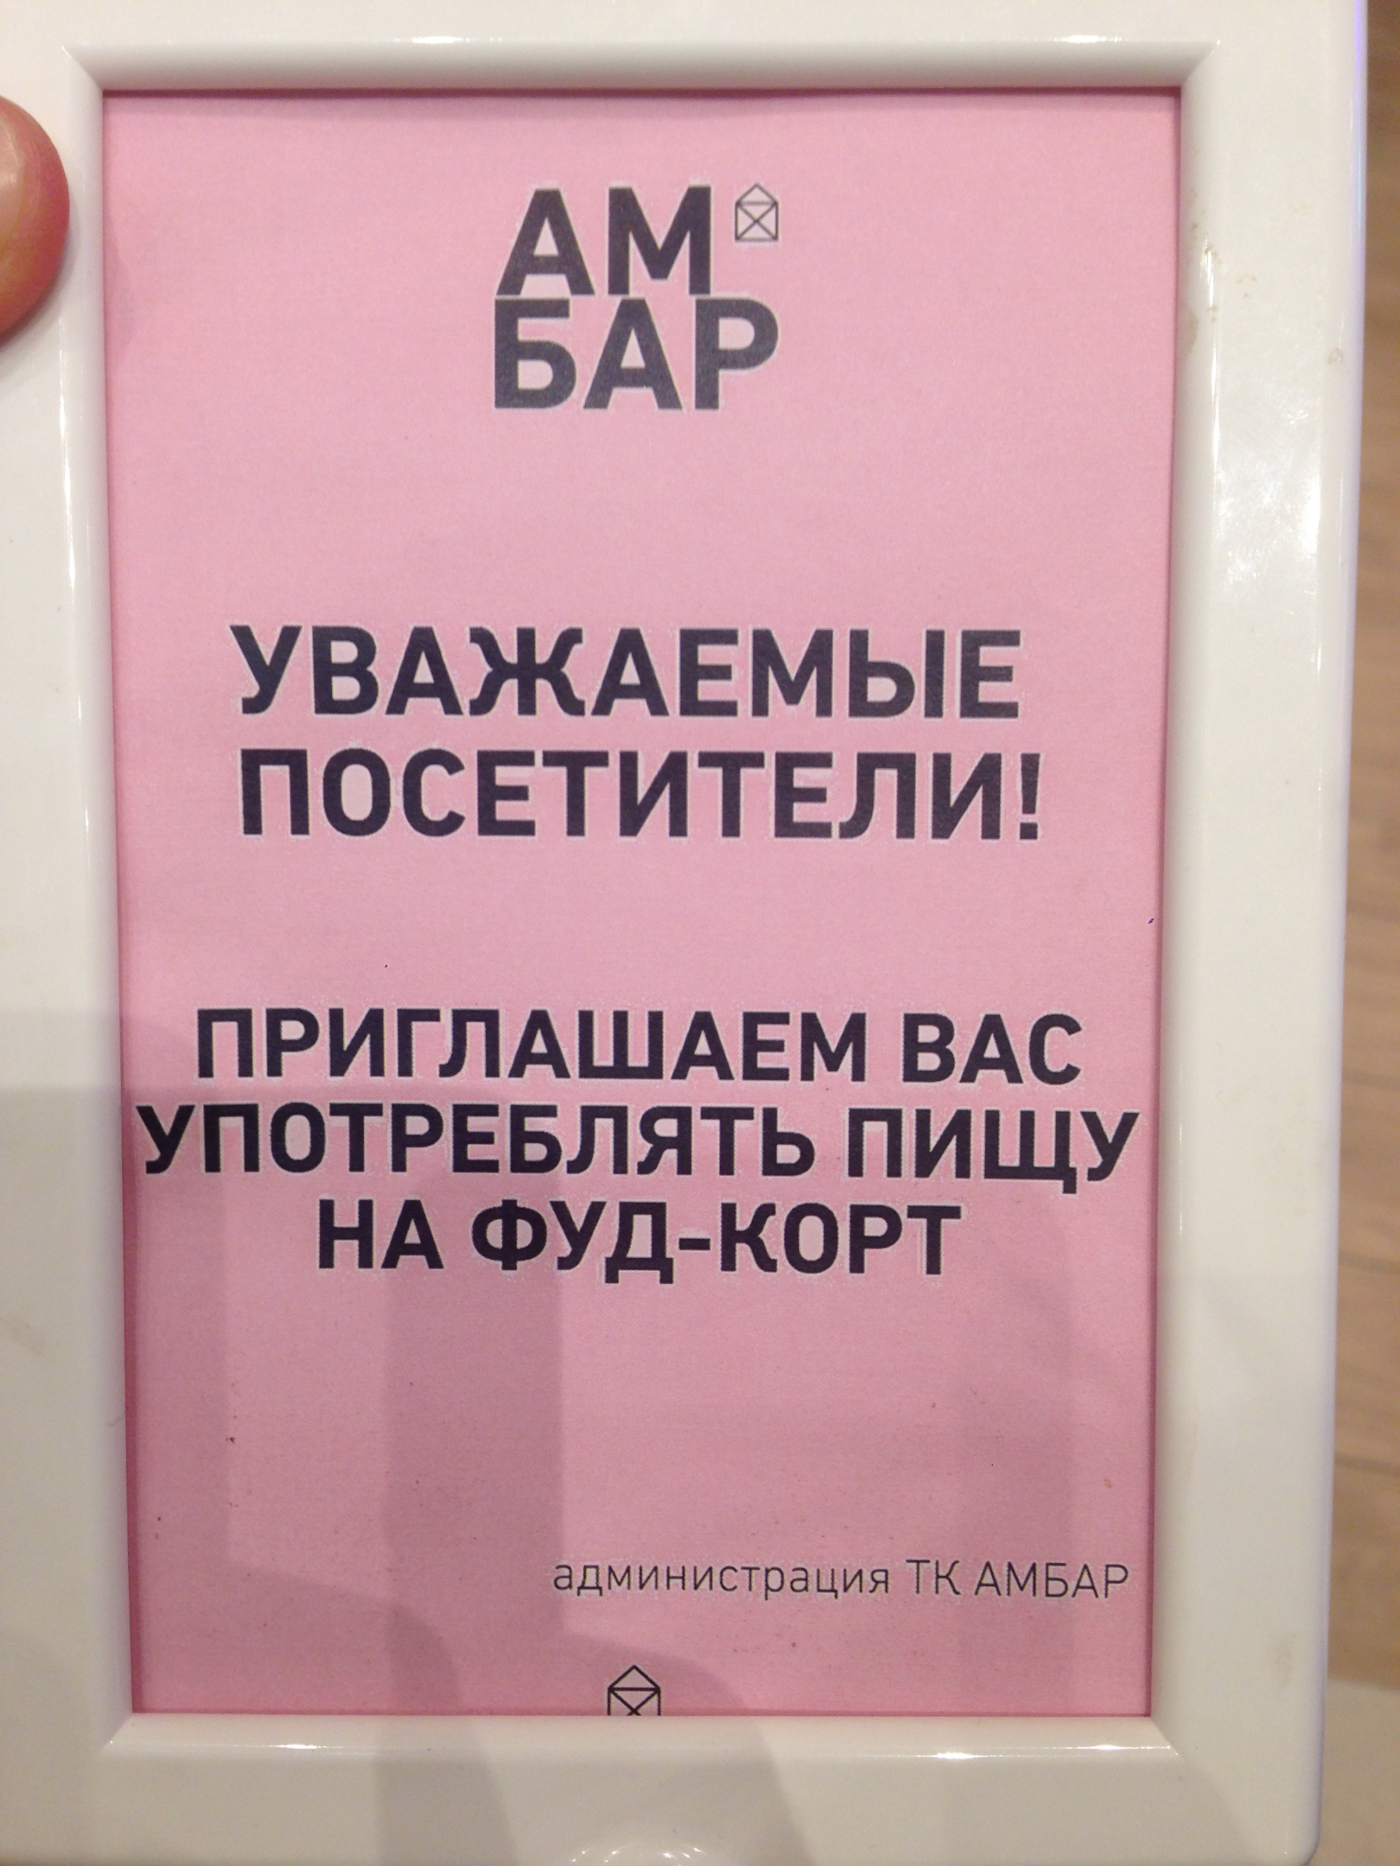 АМ
БАР
УВАЖАЕМЫЕ
ПОСЕТИТЕЛИ!
ПРИГЛАШАЕМ ВАС
УПОТРЕБЛЯТЬ ПИЩУ
НА ФУД-КОРТ
администрация ТК АМБАР